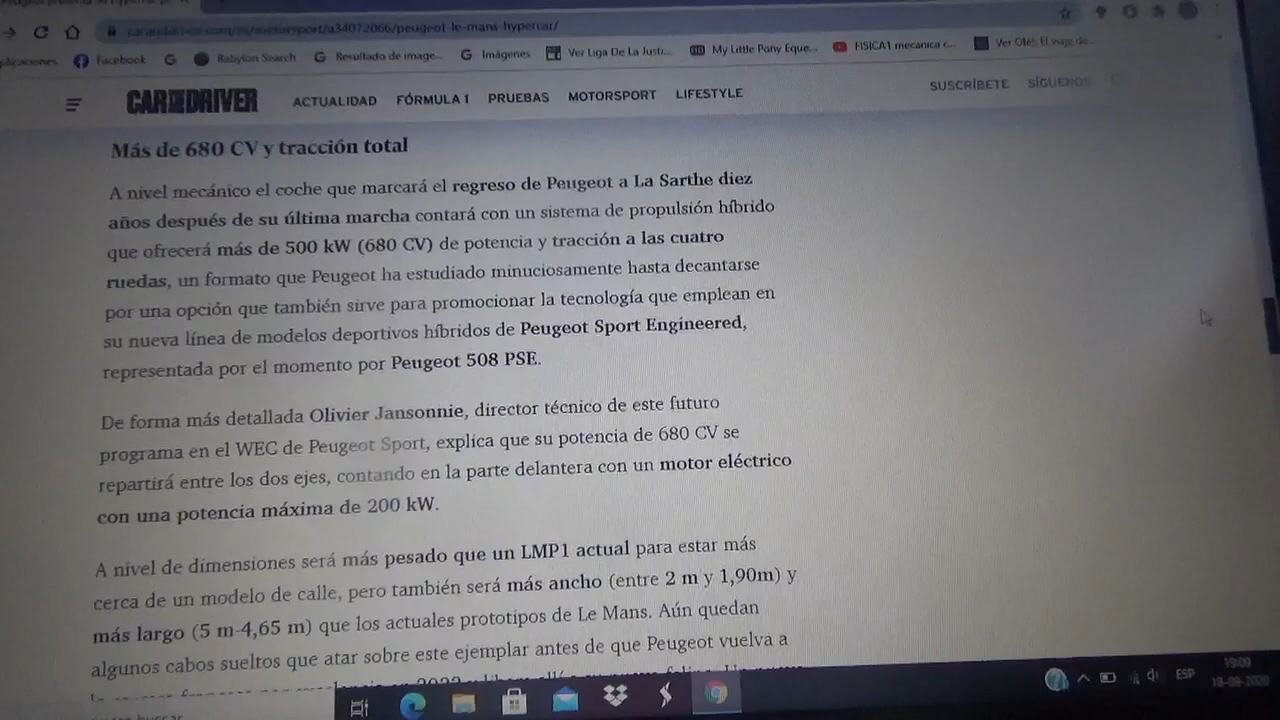 caranddriver.com/es/motorsport/a34072066/peugeot-le-mans-hypercar/
Facebook
Babylon Search
Resultado de image...
Imágenes
Ver Liga De La Justi...
My Little Pony Eque...
FISICA1 mecanica c...
Ver Ole!: El viaje de...
CAR AND DRIVER
ACTUALIDAD FÓRMULA 1 PRUEBAS MOTORSPORT LIFESTYLE
SUSCRÍBETE SÍGUENOS
Más de 680 CV y tracción total
A nivel mecánico el coche que marcará el regreso de Peugeot a La Sarthe diez
años después de su última marcha contará con un sistema de propulsión híbrido
que ofrecerá más de 500 kW (680 CV) de potencia y tracción a las cuatro
ruedas, un formato que Peugeot ha estudiado minuciosamente hasta decantarse
por una opción que también sirve para promocionar la tecnología que emplean en
su nueva línea de modelos deportivos híbridos de Peugeot Sport Engineered,
representada por el momento por Peugeot 508 PSE.
De forma más detallada Olivier Jansonnie, director técnico de este futuro
programa en el WEC de Peugeot Sport, explica que su potencia de 680 CV se
repartirá entre los dos ejes, contando en la parte delantera con un motor eléctrico
con una potencia máxima de 200 kW.
A nivel de dimensiones será más pesado que un LMP1 actual para estar más
cerca de un modelo de calle, pero también será más ancho (entre 2 m y 1,90m) y
más largo (5 m-4,65 m) que los actuales prototipos de Le Mans. Aún quedan
algunos cabos sueltos que atar sobre este ejemplar antes de que Peugeot vuelva a
ESP
19:09
18-09-2020